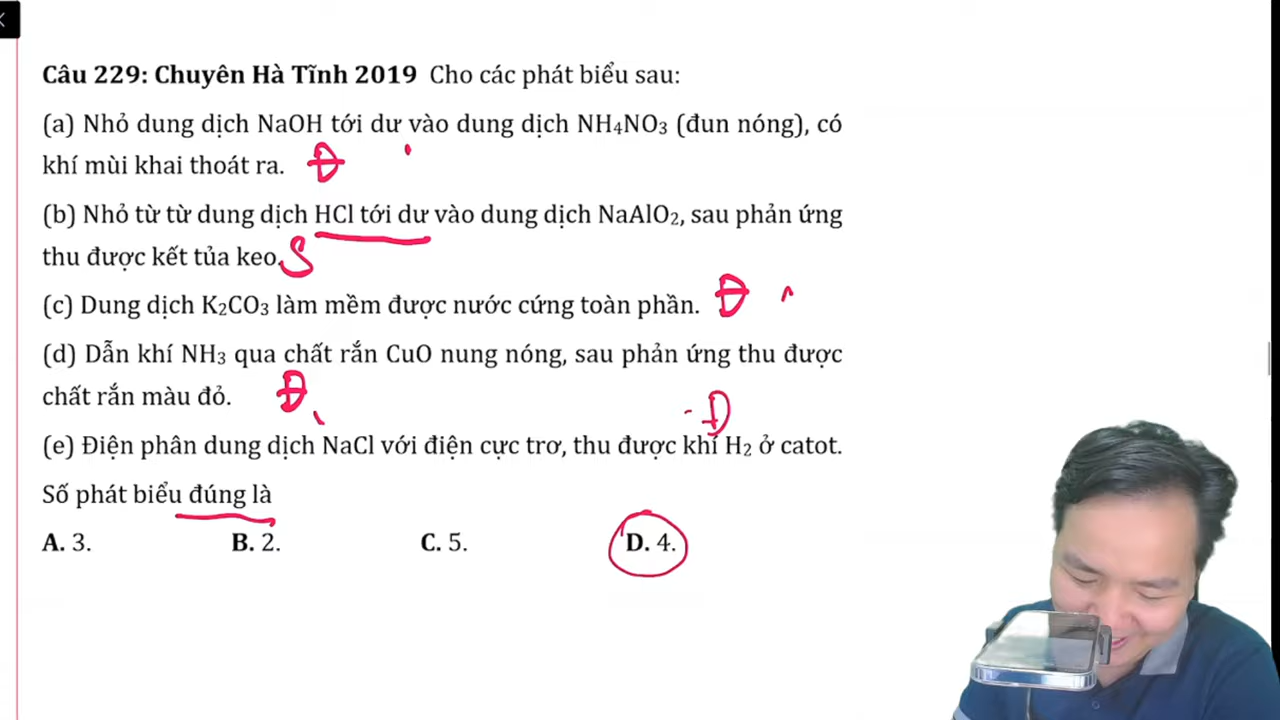 Câu 229: Chuyên Hà Tĩnh 2019 Cho các phát biểu sau:
(a) Nhỏ dung dịch NaOH tới dư vào dung dịch NH₄NO₃ (đun nóng), có
khí mùi khai thoát ra. Đ
(b) Nhỏ từ từ dung dịch HCl tới dư vào dung dịch NaAlO₂, sau phản ứng
thu được kết tủa keo. S
(c) Dung dịch K₂CO₃ làm mềm được nước cứng toàn phần. Đ
(d) Dẫn khí NH₃ qua chất rắn CuO nung nóng, sau phản ứng thu được
chất rắn màu đỏ. Đ
Đ
(e) Điện phân dung dịch NaCl với điện cực trơ, thu được khí H₂ ở catot.
Số phát biểu đúng là
A. 3. B. 2. C. 5. D. 4.